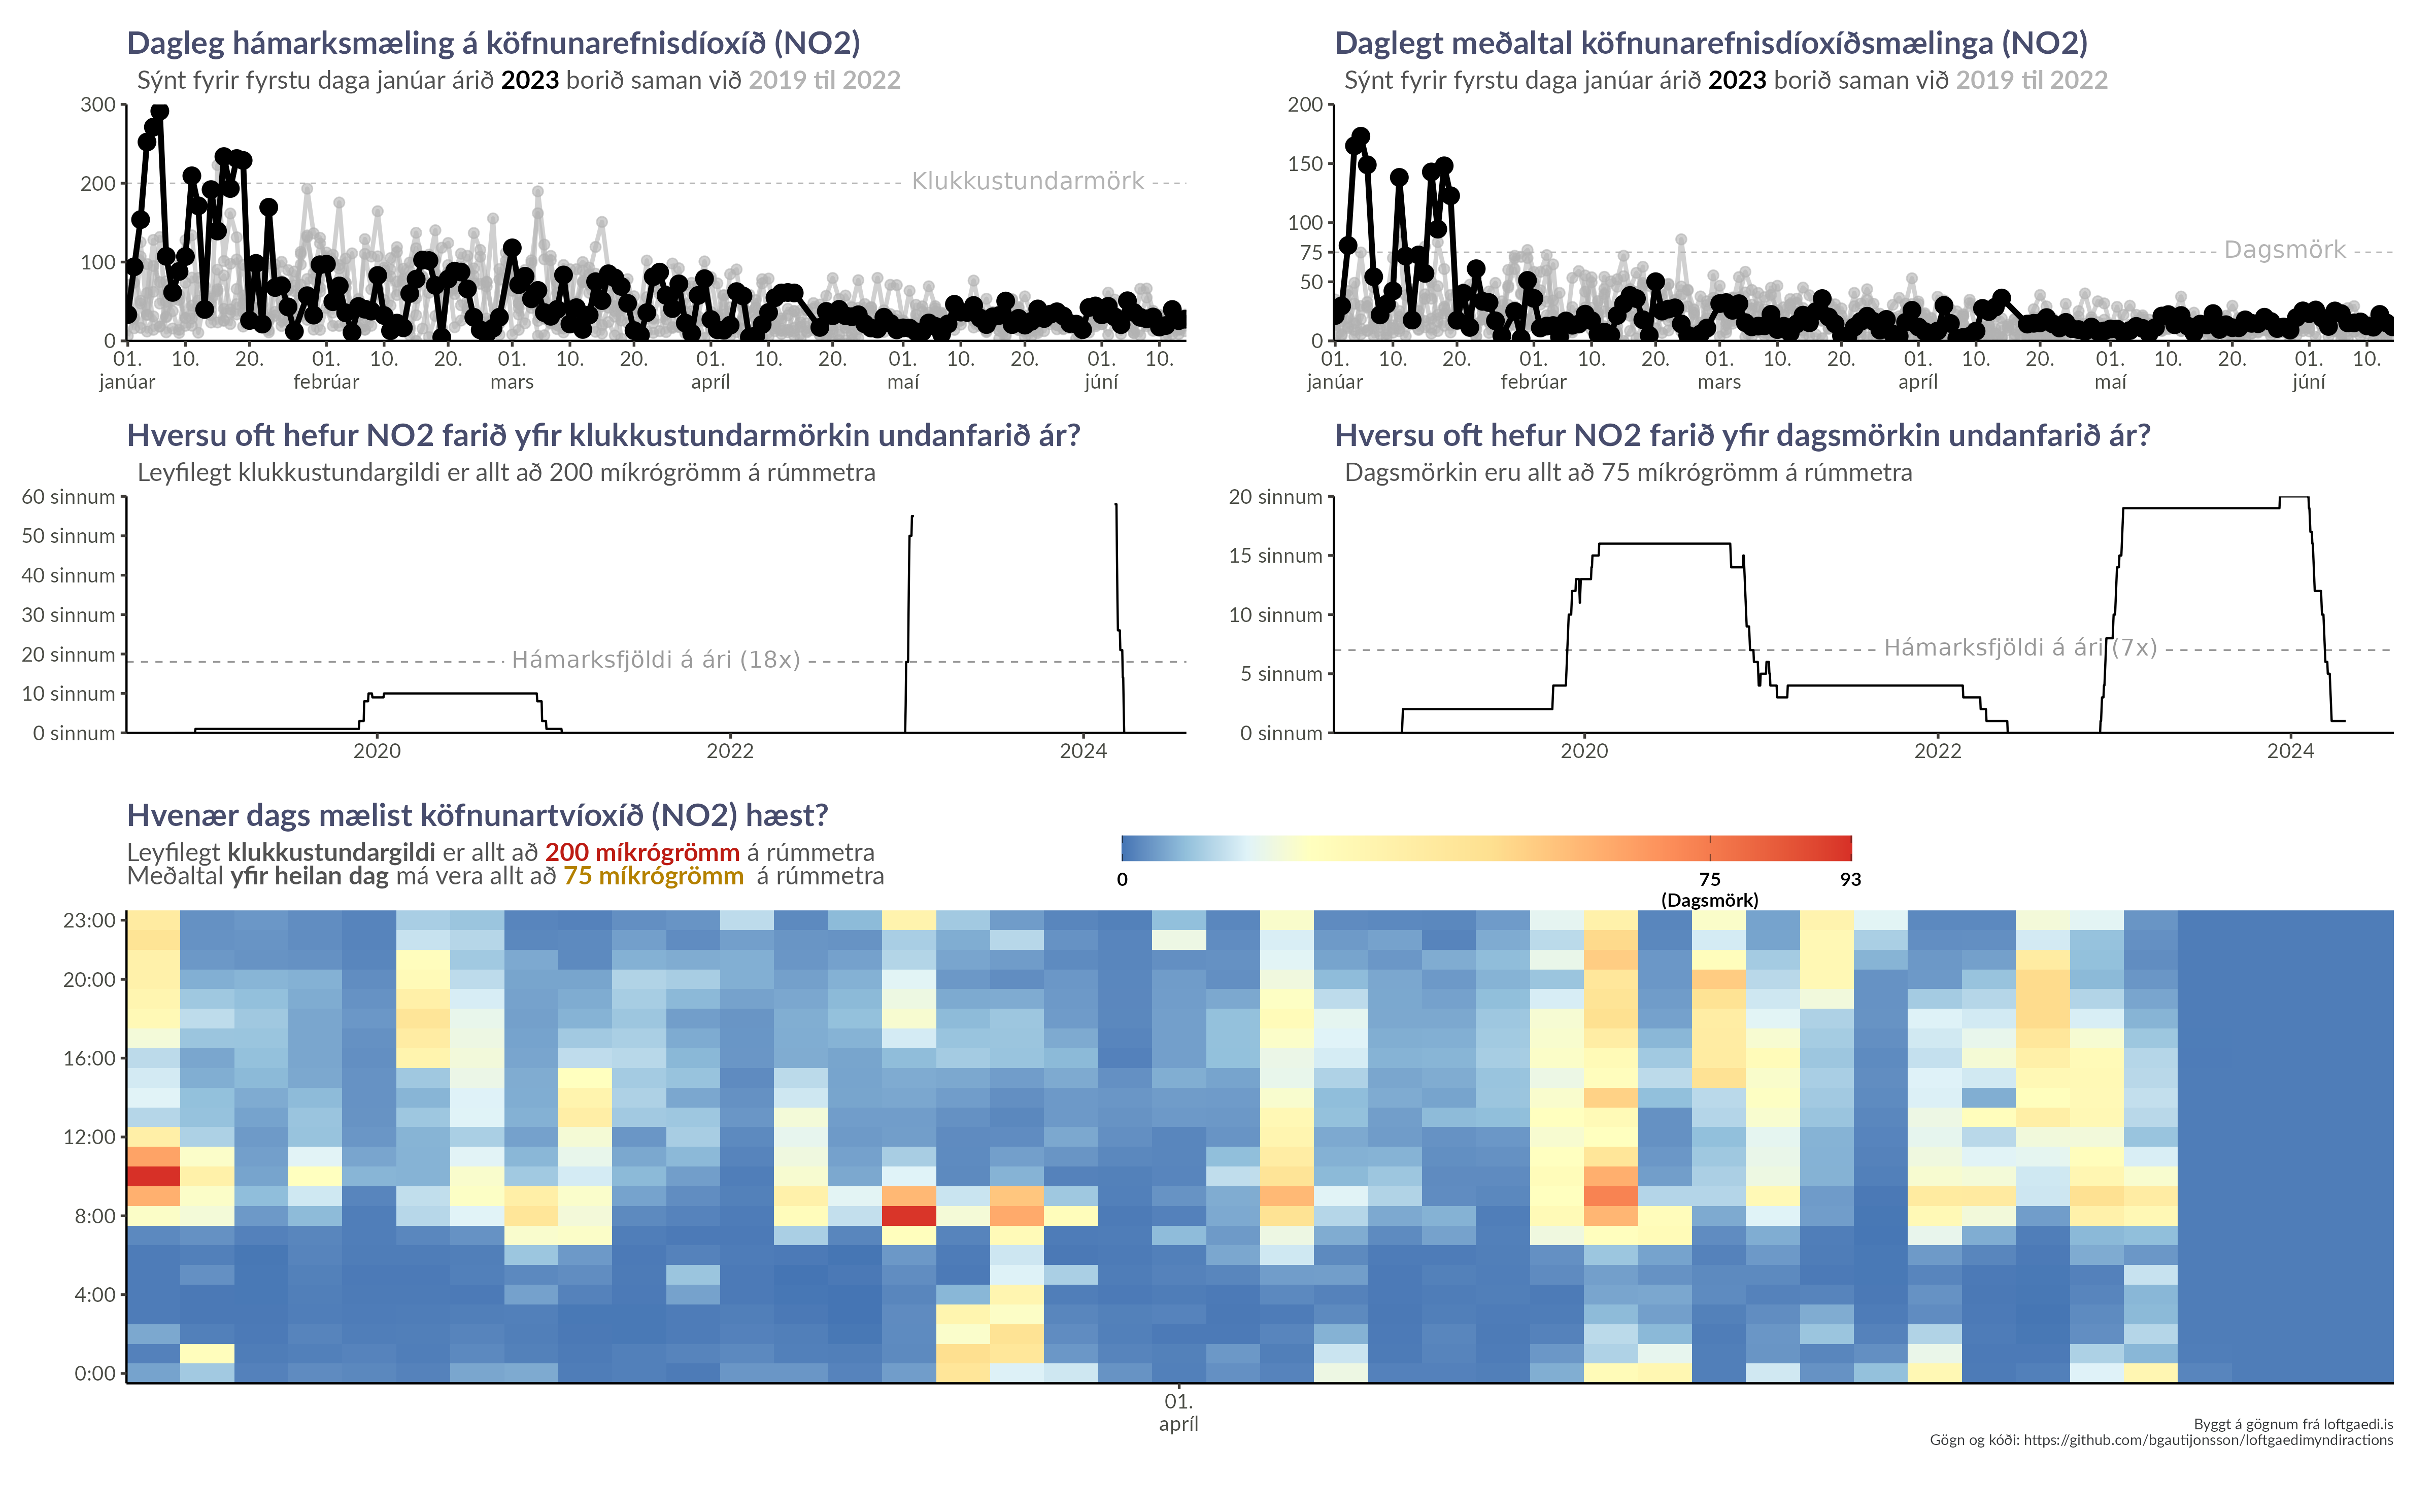 Dagleg hámarksmæling á köfnunarefnisdíoxíð (NO2)
Sýnt fyrir fyrstu daga janúar árið 2023 borið saman við 2019 til 2022
300
200
100
0
Klukkustundarmörk
01. 10. 20. 01. 10. 20. 01. 10. 20. 01. 10. 20. 01. 10. 20. 01. 10.
janúar febrúar mars apríl maí júní
Daglegt meðaltal köfnunarefnisdíoxíðsmælinga (NO2)
Sýnt fyrir fyrstu daga janúar árið 2023 borið saman við 2019 til 2022
200
150
100
75
50
0
Dagsmörk
01. 10. 20. 01. 10. 20. 01. 10. 20. 01. 10. 20. 01. 10. 20. 01. 10.
janúar febrúar mars apríl maí júní
Hversu oft hefur NO2 farið yfir klukkustundarmörkin undanfarið ár?
Leyfilegt klukkustundargildi er allt að 200 míkrógrömm á rúmmetra
60 sinnum
50 sinnum
40 sinnum
30 sinnum
20 sinnum
10 sinnum
0 sinnum
Hámarksfjöldi á ári (18x)
2020 2022 2024
Hversu oft hefur NO2 farið yfir dagsmörkin undanfarið ár?
Dagsmörkin eru allt að 75 míkrógrömm á rúmmetra
20 sinnum
15 sinnum
10 sinnum
5 sinnum
0 sinnum
Hámarksfjöldi á ári (7x)
2020 2022 2024
Hvenær dags mælist köfnunartvíoxíð (NO2) hæst?
Leyfilegt klukkustundargildi er allt að 200 míkrógrömm á rúmmetra
Meðaltal yfir heilan dag má vera allt að 75 míkrógrömm á rúmmetra
0 75 93
(Dagsmörk)
23:00
20:00
16:00
12:00
8:00
4:00
0:00
01.
apríl
Byggt á gögnum frá loftgaedi.is
Gögn og kóði: https://github.com/bgautijonsson/loftgaedimyndiractions